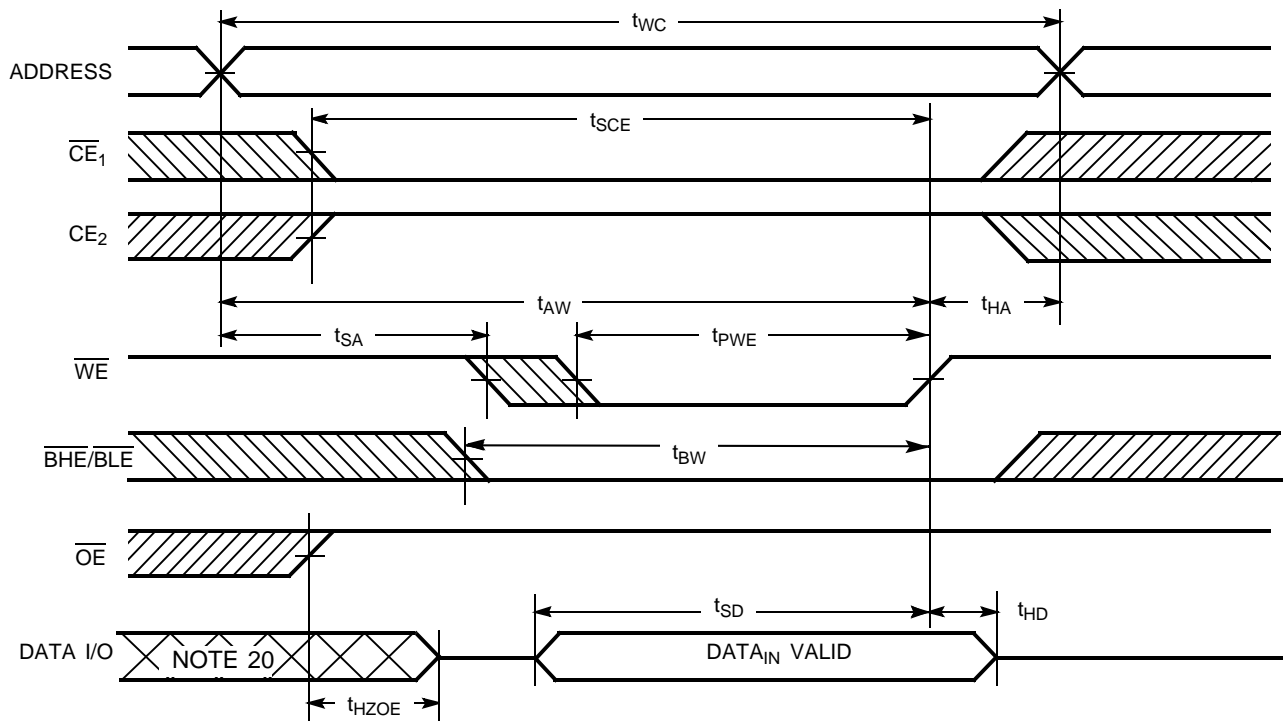 tWC
ADDRESS
tSCE
CE1
CE2
tAW
tHA
tSA
tPWE
WE
BHE/BLE
tBW
OE
tSD
tHD
DATA I/O
NOTE 20
DATAIN VALID
tHZOE